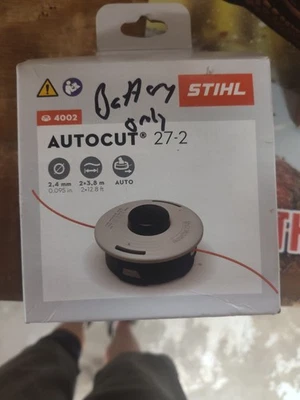 Battery
only
STIHL
4002
AUTOCUT® 27-2
2.4 mm
0.095 in
2×3,8 m
2×12,8 ft
AUTO